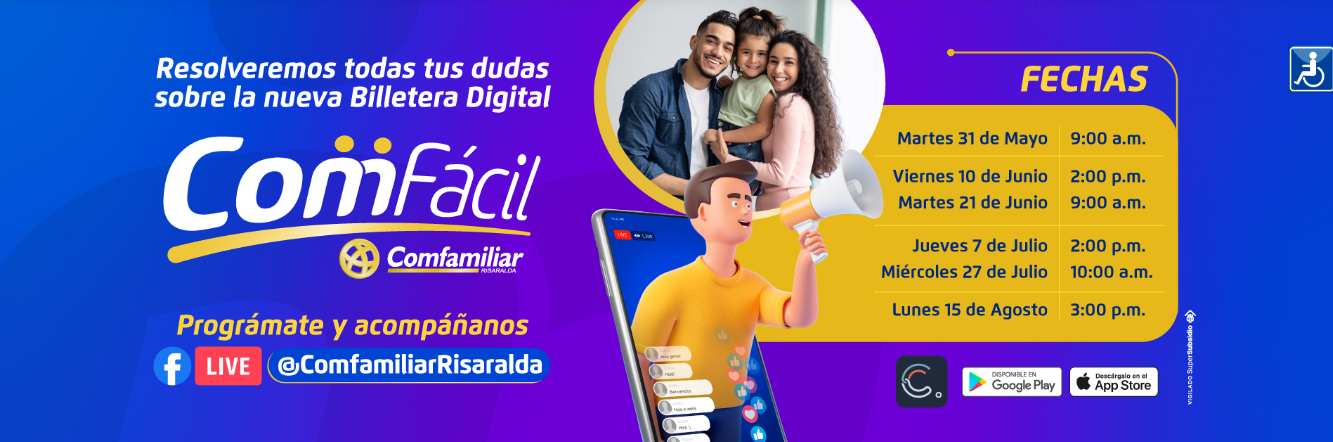 Resolveremos todas tus dudas
sobre la nueva Billetera Digital
ComFácil
Comfamiliar
RISARALDA
Prográmate y acompáñanos
f LIVE @ComfamiliarRisaralda
LIVE
FECHAS
Martes 31 de Mayo 9:00 a.m.
Viernes 10 de Junio 2:00 p.m.
Martes 21 de Junio 9:00 a.m.
Jueves 7 de Julio 2:00 p.m.
Miércoles 27 de Julio 10:00 a.m.
Lunes 15 de Agosto 3:00 p.m.
C.
DISPONIBLE EN
Google Play
Descárgalo en el
App Store
VIGILADO SuperSubsidio